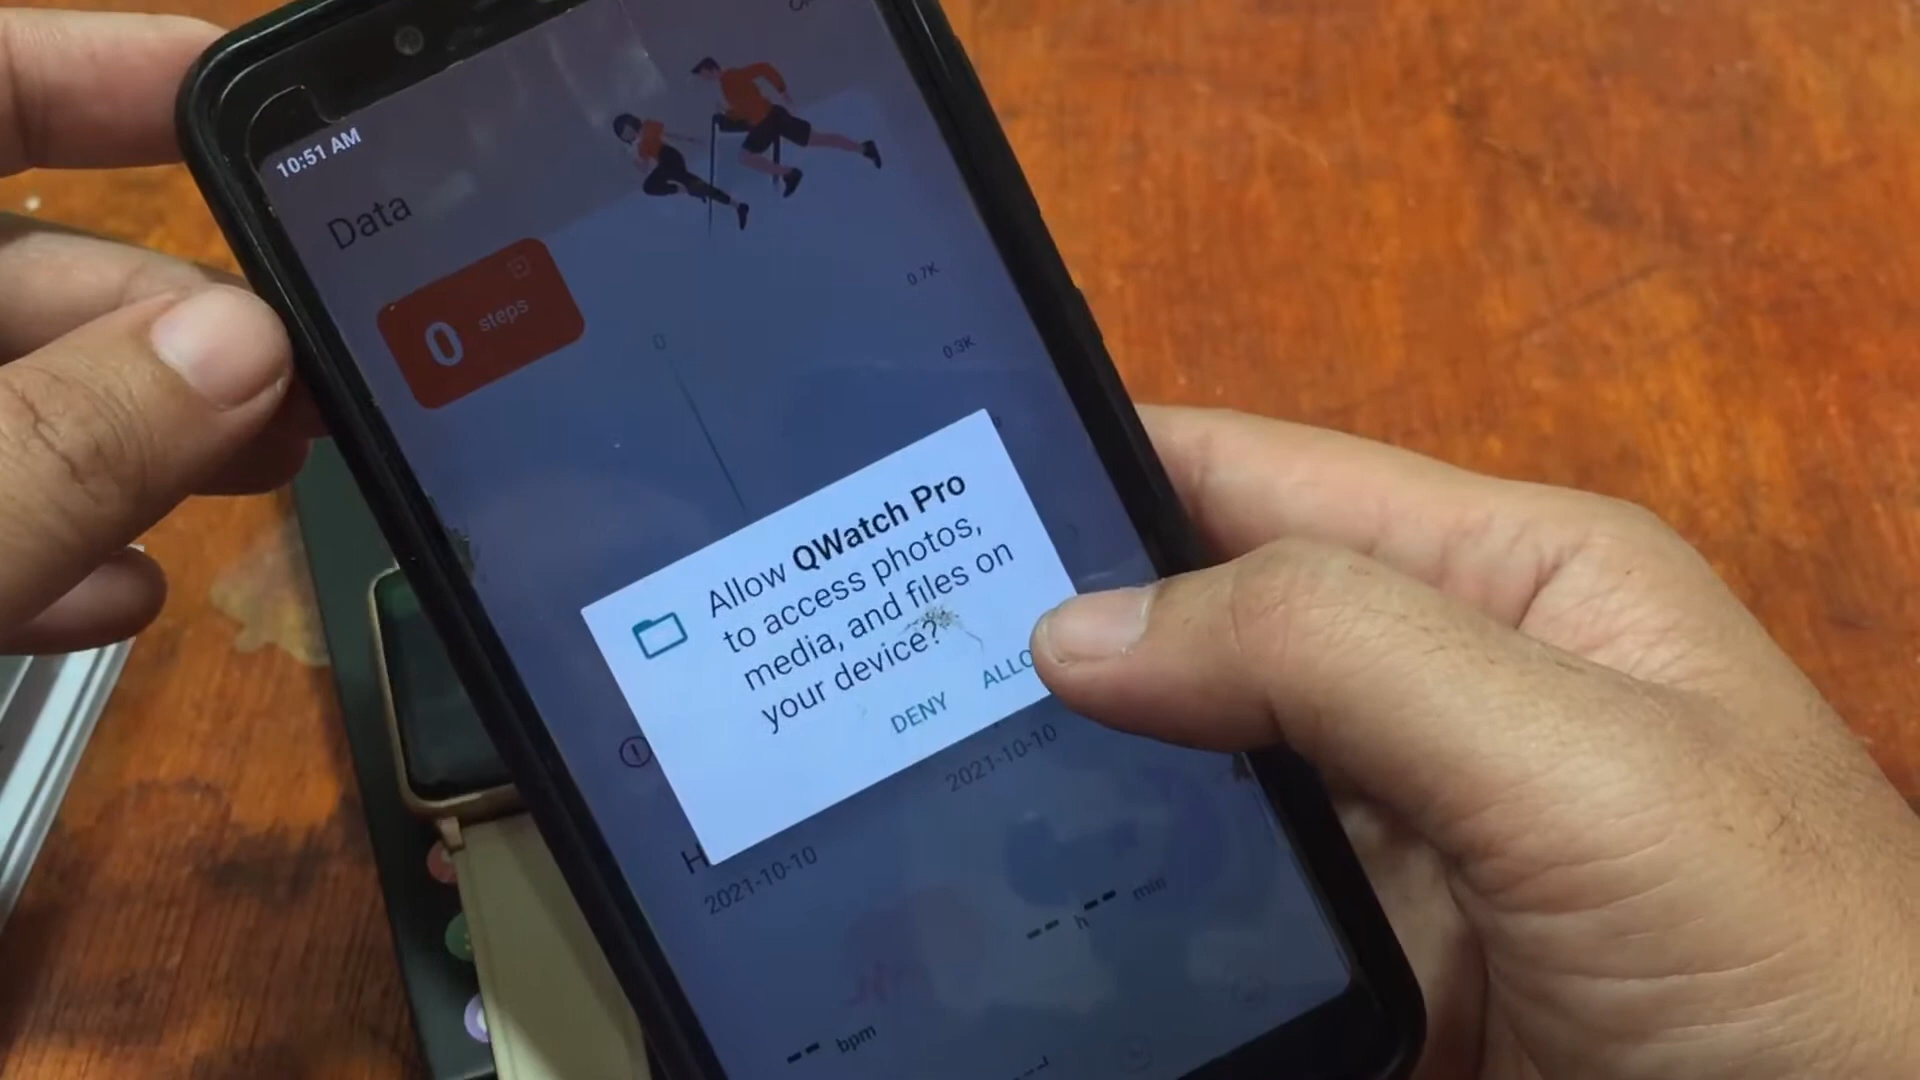 10:51 AM
Data
0 steps
0
0.7K
0.3K
Allow QWatch Pro
to access photos,
media, and files on
your device?
DENY
ALLO
2021-10-10
H
2021-10-10
-- h -- min
-- bpm